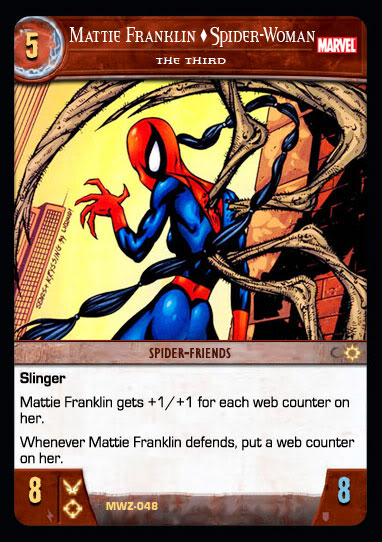 5
MATTIE FRANKLIN ♦ SPIDER-WOMAN
MARVEL
THE THIRD
SPIDER-FRIENDS
Slinger
Mattie Franklin gets +1/+1 for each web counter on
her.
Whenever Mattie Franklin defends, put a web counter
on her.
8
MWZ-048
8